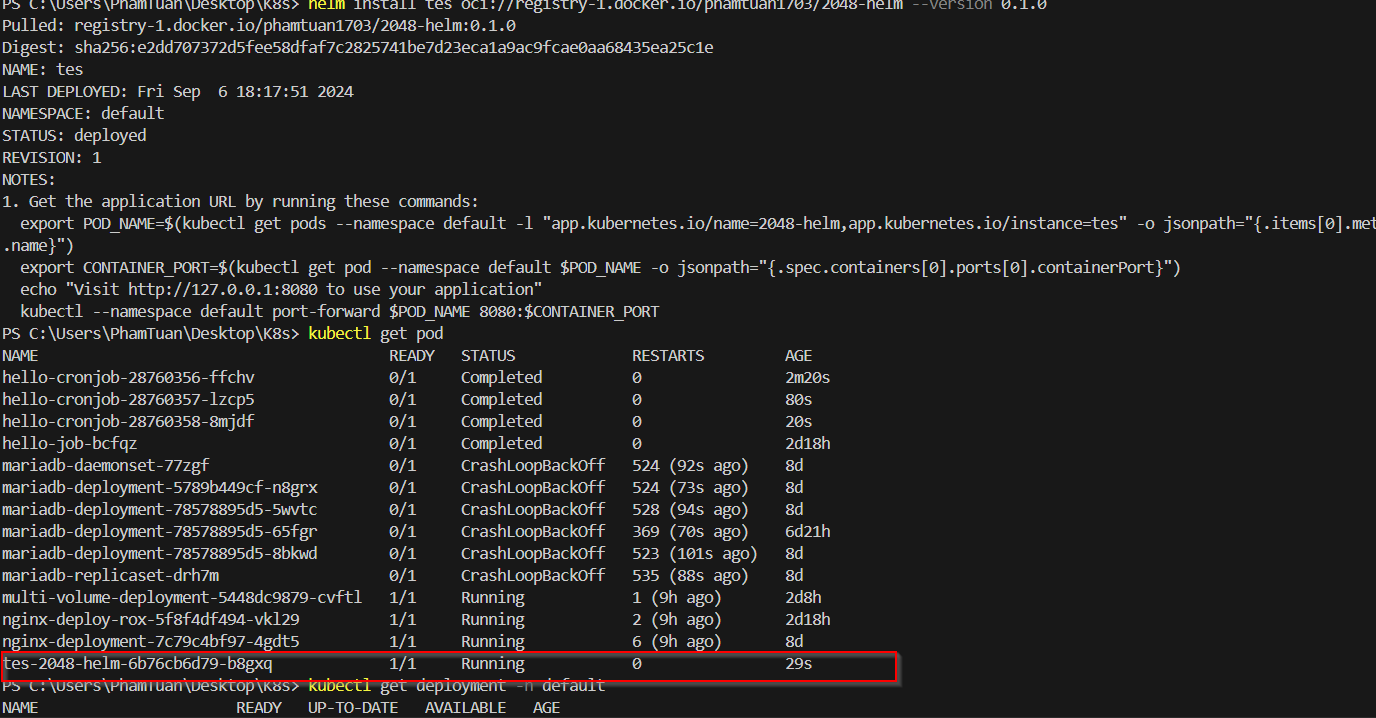 PS C:\Users\PhamTuan\Desktop\K8s> helm install tes oci://registry-1.docker.io/phamtuan1703/2048-helm --version 0.1.0
Pulled: registry-1.docker.io/phamtuan1703/2048-helm:0.1.0
Digest: sha256:e2dd707372d5fee58dfaf7c2825741be7d23eca1a9ac9fcae0aa68435ea25c1e
NAME: tes
LAST DEPLOYED: Fri Sep  6 18:17:51 2024
NAMESPACE: default
STATUS: deployed
REVISION: 1
NOTES:
1. Get the application URL by running these commands:
  export POD_NAME=$(kubectl get pods --namespace default -l "app.kubernetes.io/name=2048-helm,app.kubernetes.io/instance=tes" -o jsonpath="{.items[0].met
.name}")
  export CONTAINER_PORT=$(kubectl get pod --namespace default $POD_NAME -o jsonpath="{.spec.containers[0].ports[0].containerPort}")
  echo "Visit http://127.0.0.1:8080 to use your application"
  kubectl --namespace default port-forward $POD_NAME 8080:$CONTAINER_PORT
PS C:\Users\PhamTuan\Desktop\K8s> kubectl get pod
NAME READY STATUS RESTARTS AGE
hello-cronjob-28760356-ffchv 0/1 Completed 0 2m20s
hello-cronjob-28760357-lzcp5 0/1 Completed 0 80s
hello-cronjob-28760358-8mjdf 0/1 Completed 0 20s
hello-job-bcfqz 0/1 Completed 0 2d18h
mariadb-daemonset-77zgf 0/1 CrashLoopBackOff 524 (92s ago) 8d
mariadb-deployment-5789b449cf-n8grx 0/1 CrashLoopBackOff 524 (73s ago) 8d
mariadb-deployment-78578895d5-5wvtc 0/1 CrashLoopBackOff 528 (94s ago) 8d
mariadb-deployment-78578895d5-65fgr 0/1 CrashLoopBackOff 369 (70s ago) 6d21h
mariadb-deployment-78578895d5-8bkwd 0/1 CrashLoopBackOff 523 (101s ago) 8d
mariadb-replicaset-drh7m 0/1 CrashLoopBackOff 535 (88s ago) 8d
multi-volume-deployment-5448dc9879-cvftl 1/1 Running 1 (9h ago) 2d8h
nginx-deploy-rox-5f8f4df494-vkl29 1/1 Running 2 (9h ago) 2d18h
nginx-deployment-7c79c4bf97-4gdt5 1/1 Running 6 (9h ago) 8d
tes-2048-helm-6b76cb6d79-b8gxq 1/1 Running 0 29s
PS C:\Users\PhamTuan\Desktop\K8s> kubectl get deployment -n default
NAME READY UP-TO-DATE AVAILABLE AGE